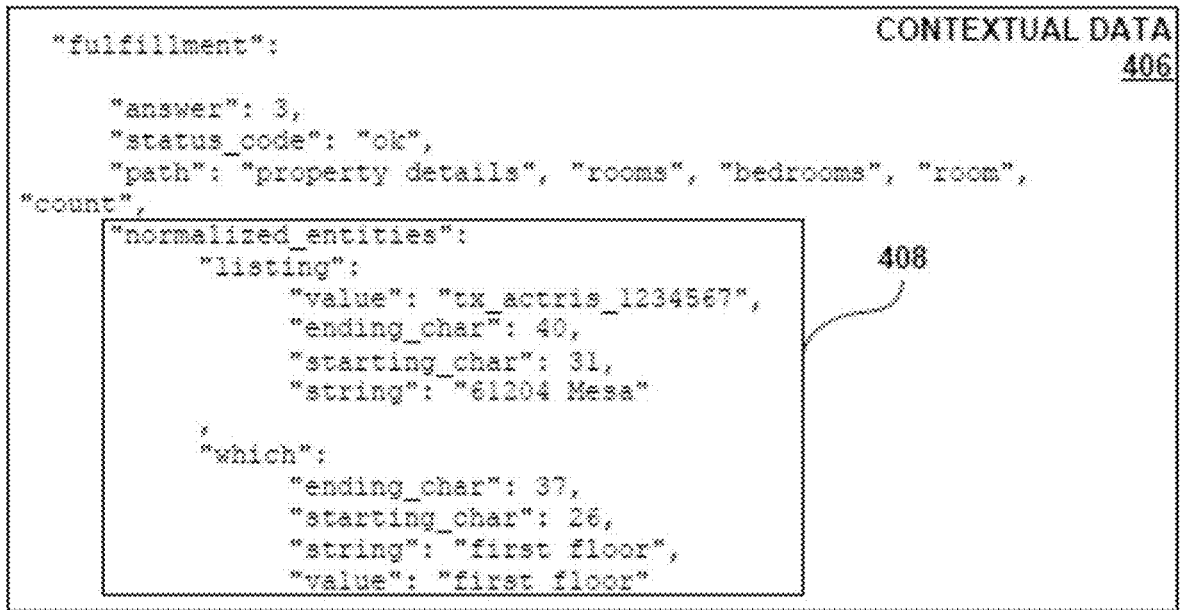 CONTEXTUAL DATA
406
"fulfillment":
"answer": 3,
"status_code": "ok",
"path": "property details", "rooms", "bedrooms", "room",
"count",
"normalized_entities":
"listing":
"value": "tx_actris_1234567",
"ending_char": 40,
"starting_char": 31,
"string": "61204 Mesa"
,
"which":
"ending_char": 37,
"starting_char": 26,
"string": "first floor",
"value": "first floor"
408